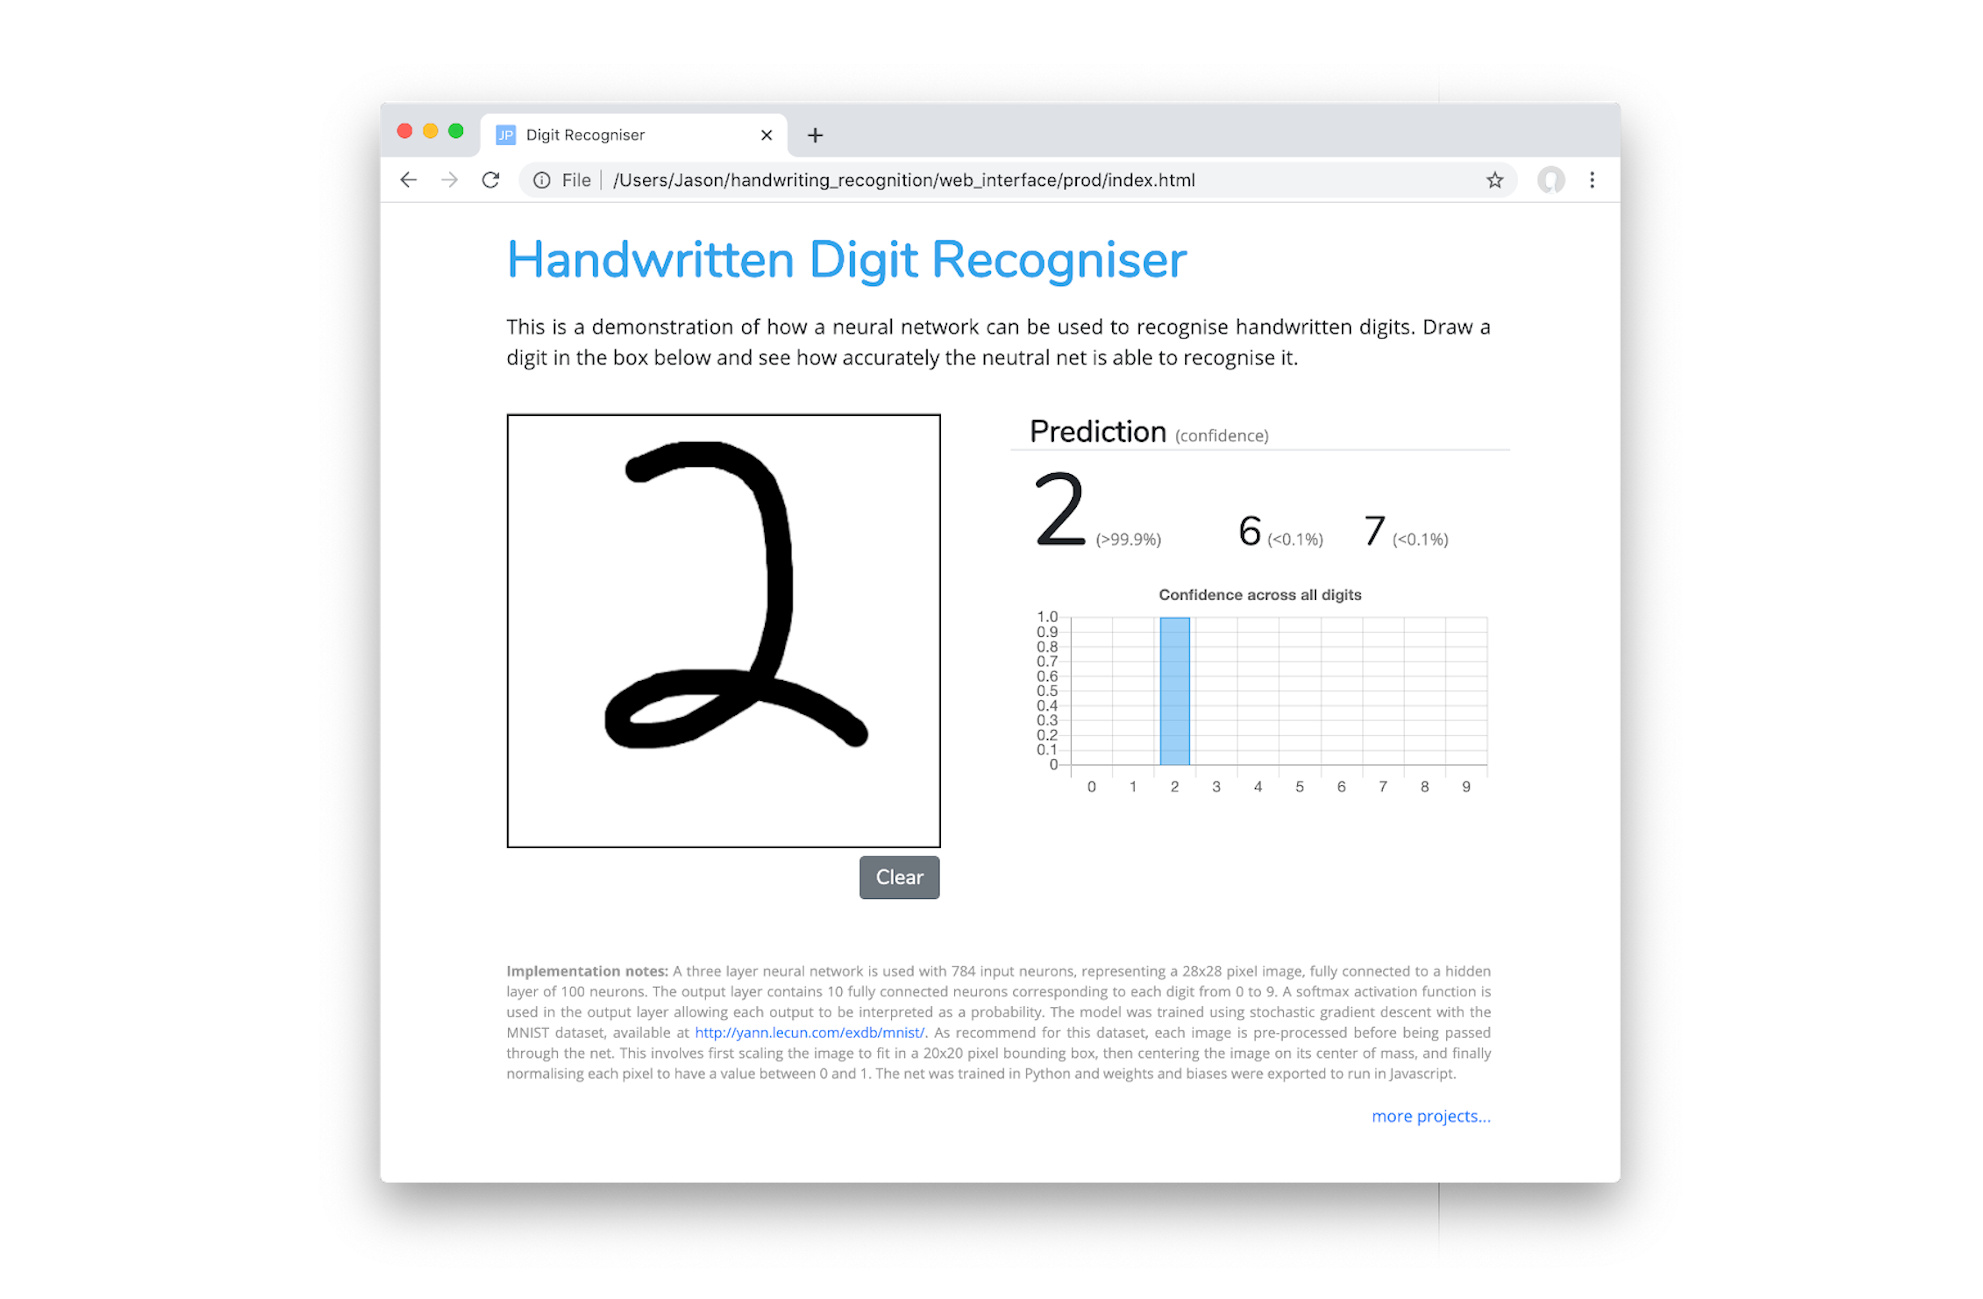 JP Digit Recogniser
File /Users/Jason/handwriting_recognition/web_interface/prod/index.html
Handwritten Digit Recogniser
This is a demonstration of how a neural network can be used to recognise handwritten digits. Draw a
digit in the box below and see how accurately the neutral net is able to recognise it.
2
Clear
Prediction (confidence)
2 (>99.9%) 6 (<0.1%) 7 (<0.1%)
Confidence across all digits
1.0
0.9
0.8
0.7
0.6
0.5
0.4
0.3
0.2
0.1
0
0 1 2 3 4 5 6 7 8 9
Implementation notes: A three layer neural network is used with 784 input neurons, representing a 28x28 pixel image, fully connected to a hidden
layer of 100 neurons. The output layer contains 10 fully connected neurons corresponding to each digit from 0 to 9. A softmax activation function is
used in the output layer allowing each output to be interpreted as a probability. The model was trained using stochastic gradient descent with the
MNIST dataset, available at http://yann.lecun.com/exdb/mnist/. As recommend for this dataset, each image is pre-processed before being passed
through the net. This involves first scaling the image to fit in a 20x20 pixel bounding box, then centering the image on its center of mass, and finally
normalising each pixel to have a value between 0 and 1. The net was trained in Python and weights and biases were exported to run in Javascript.
more projects...